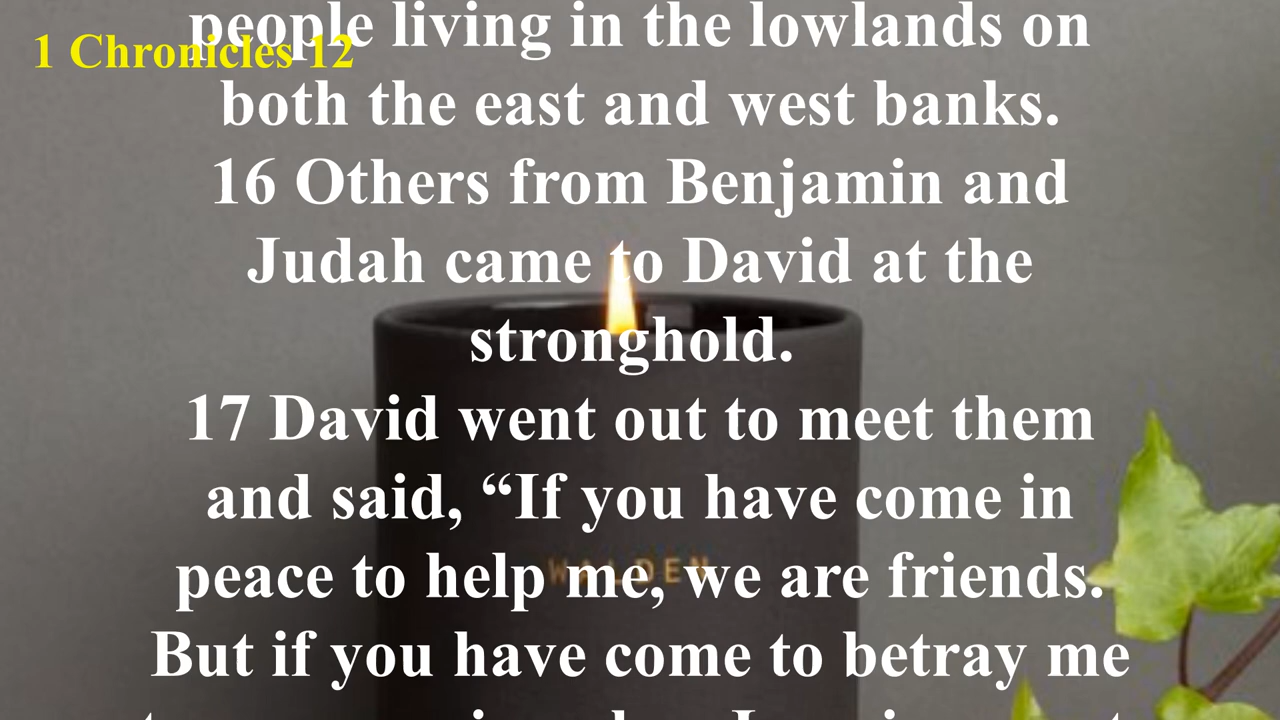 people living in the lowlands on
1 Chronicles 12
both the east and west banks.
16 Others from Benjamin and
Judah came to David at the
stronghold.
17 David went out to meet them
and said, “If you have come in
peace to help me, we are friends.
WALDEN
But if you have come to betray me